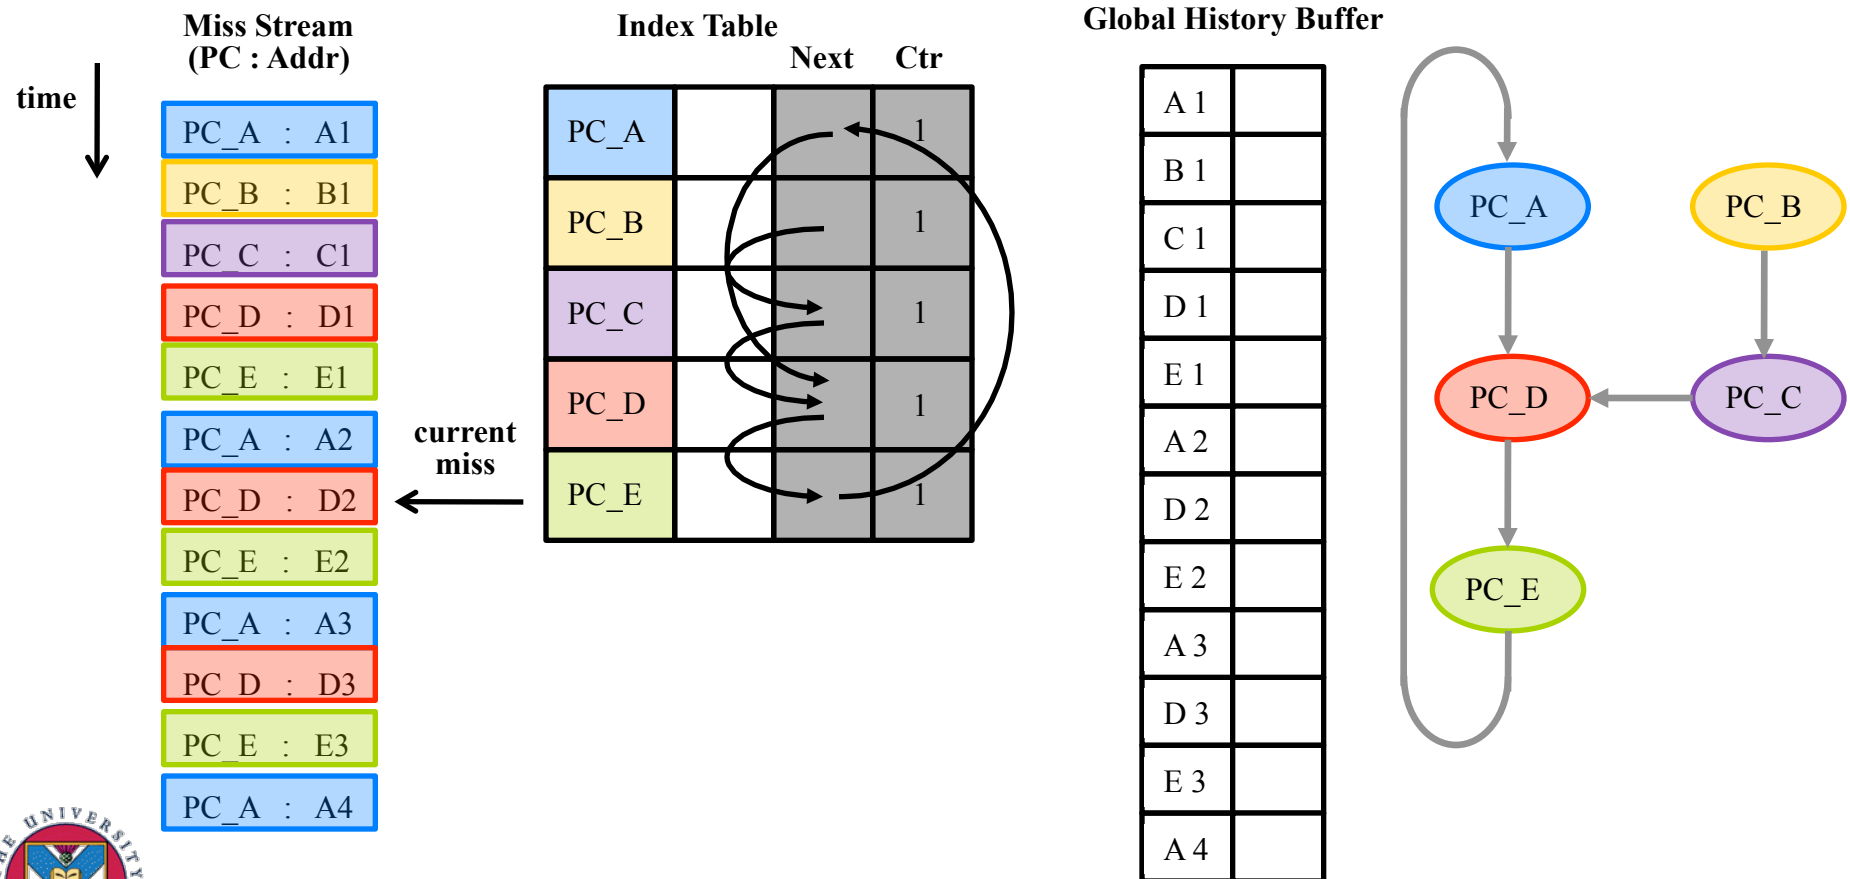 Miss Stream
(PC : Addr)
time
PC_A : A1
PC_B : B1
PC_C : C1
PC_D : D1
PC_E : E1
PC_A : A2
PC_D : D2
PC_E : E2
PC_A : A3
PC_D : D3
PC_E : E3
PC_A : A4
current
miss
Index Table
Next Ctr
PC_A 1
PC_B 1
PC_C 1
PC_D 1
PC_E 1
Global History Buffer
A 1
B 1
C 1
D 1
E 1
A 2
D 2
E 2
A 3
D 3
E 3
A 4
PC_A
PC_B
PC_D
PC_C
PC_E
THE UNIVERSITY